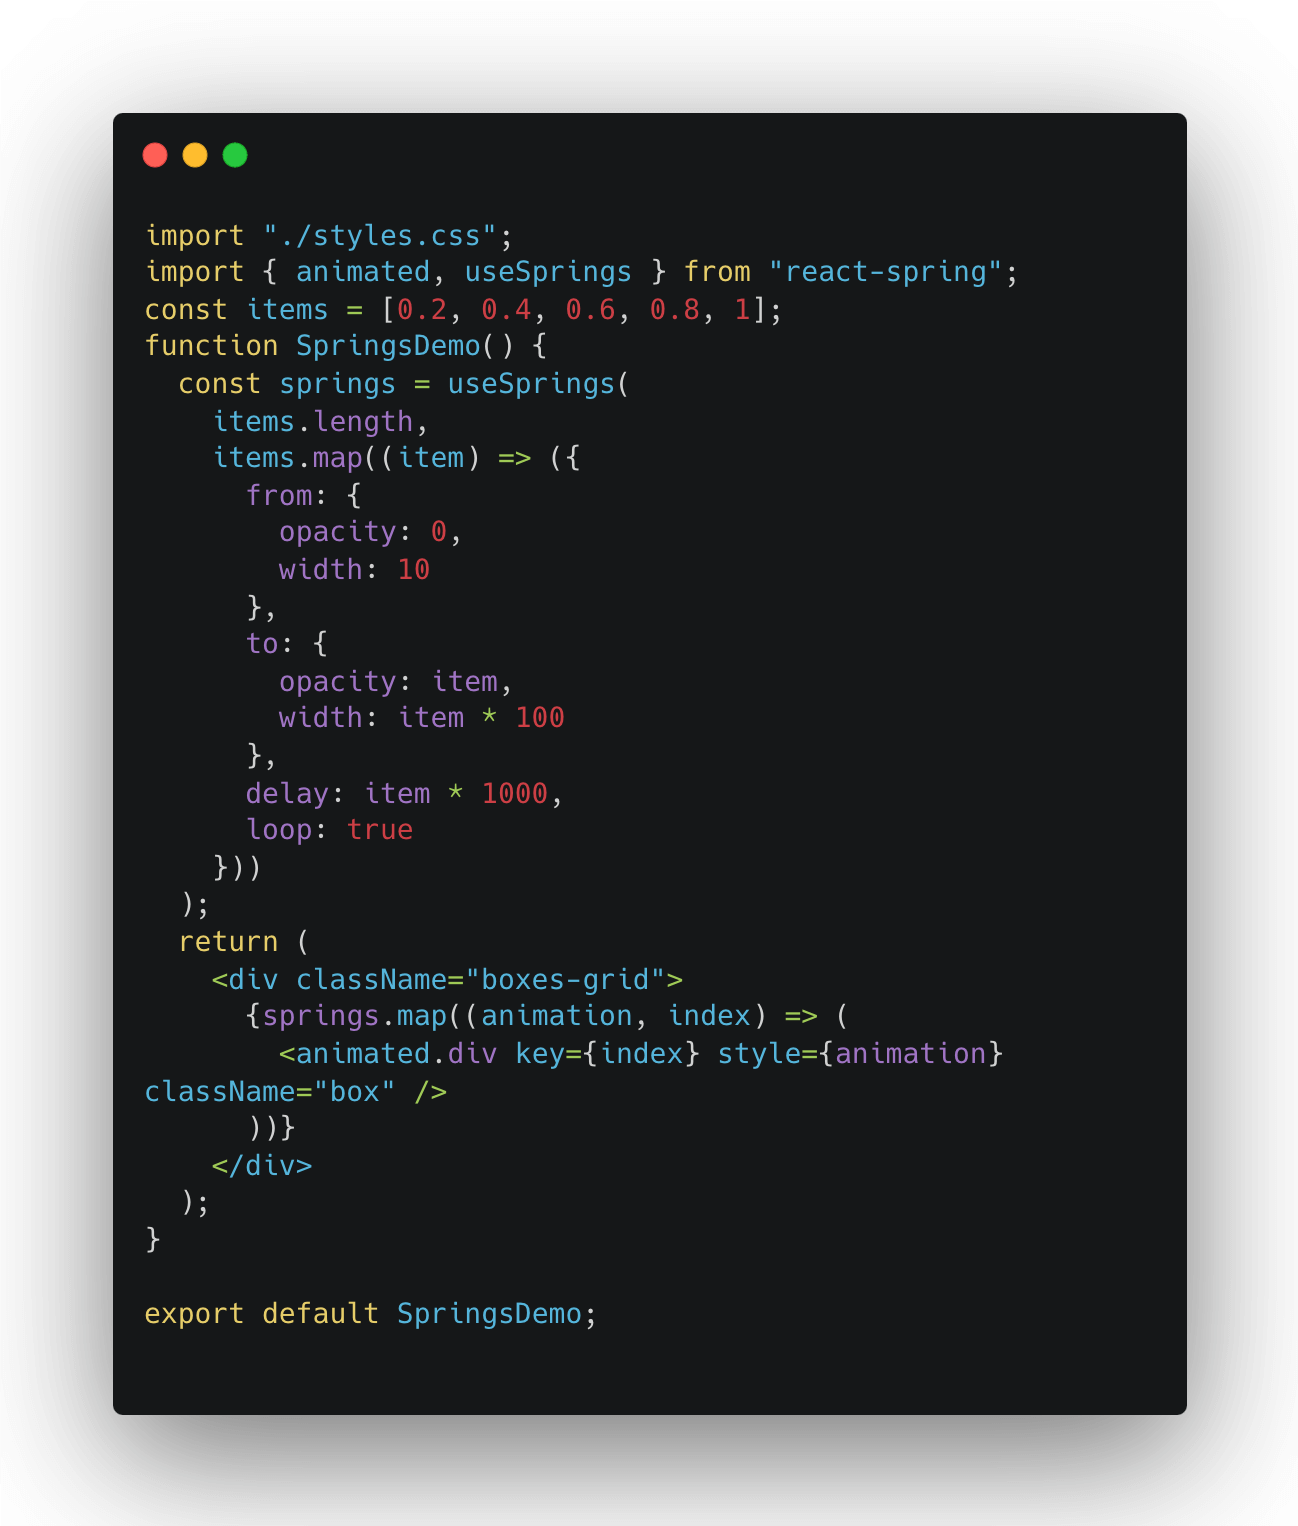 import "./styles.css";
import { animated, useSprings } from "react-spring";
const items = [0.2, 0.4, 0.6, 0.8, 1];
function SpringsDemo() {
  const springs = useSprings(
    items.length,
    items.map((item) => ({
      from: {
        opacity: 0,
        width: 10
      },
      to: {
        opacity: item,
        width: item * 100
      },
      delay: item * 1000,
      loop: true
    }))
  );
  return (
    <div className="boxes-grid">
      {springs.map((animation, index) => (
        <animated.div key={index} style={animation}
className="box" />
      ))}
    </div>
  );
}

export default SpringsDemo;